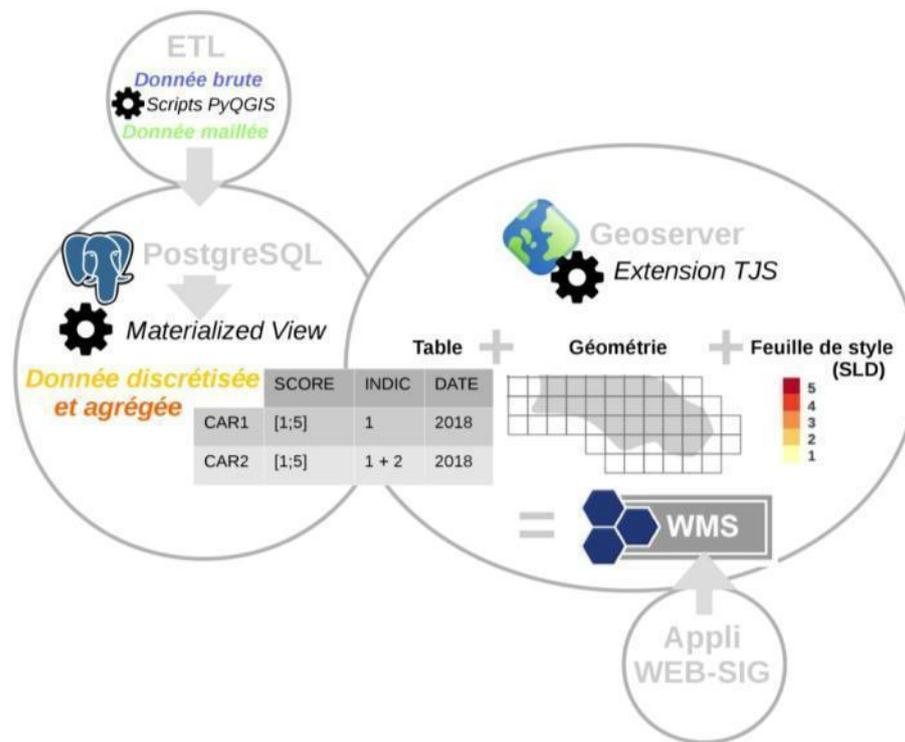 ETL
Donnée brute
Scripts PyQGIS
Donnée maillée
PostgreSQL
Materialized View
Donnée discrétisée
et agrégée
SCORE INDIC DATE
CAR1 [1;5] 1 2018
CAR2 [1;5] 1 + 2 2018
Geoserver
Extension TJS
Table + Géométrie + Feuille de style
(SLD)
5
4
3
2
1
= WMS
Appli
WEB-SIG